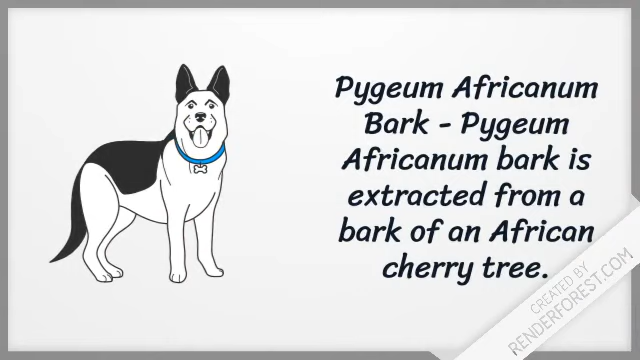 Pygeum Africanum
Bark - Pygeum
Africanum bark is
extracted from a
bark of an African
cherry tree.
CREATED BY
RENDERFOREST.COM